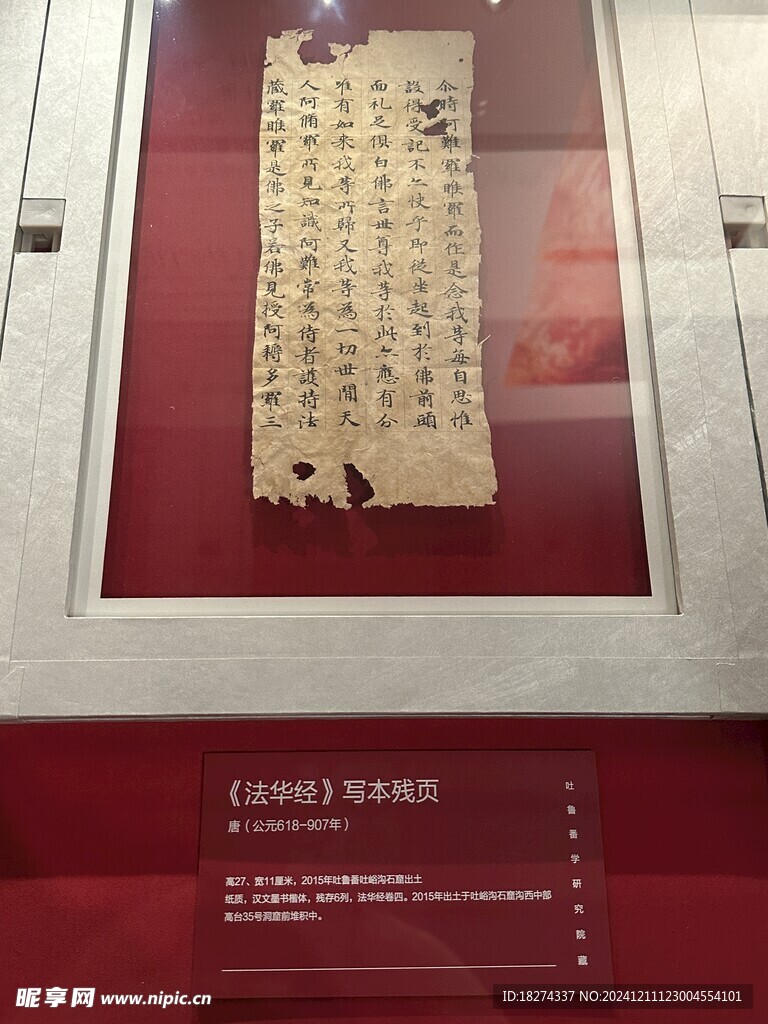 尒時阿難羅睺羅而作是念我等每自思惟
設得受記不亦快乎即從坐起到於佛前頭
面礼足俱白佛言世尊我等於此亦應有分
唯有如来我等所歸又我等為一切世閒天
人阿脩羅所見知識阿難常為侍者護持法
藏羅睺羅是佛之子若佛見授阿耨多羅三
《法华经》写本残页
唐（公元618-907年）
高27、宽11厘米，2015年吐鲁番吐峪沟石窟出土
纸质，汉文墨书楷体，残存6列，法华经卷四。2015年出土于吐峪沟石窟沟西中部
高台35号洞窟前堆积中。
吐鲁番学研究院藏
昵享网 www.nipic.cn
ID:18274337 NO:20241211123004554101